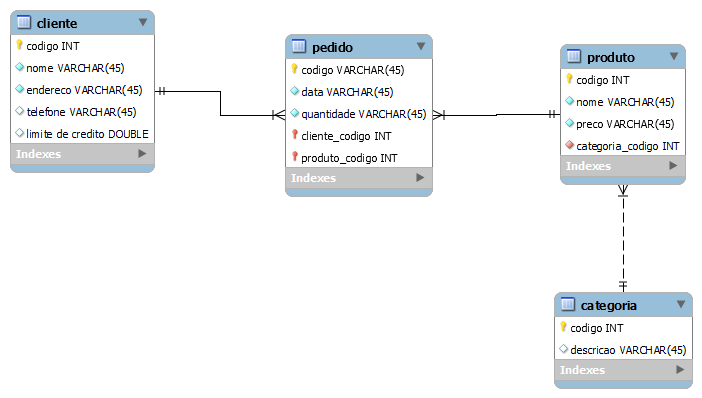 cliente
codigo INT
nome VARCHAR(45)
endereco VARCHAR(45)
telefone VARCHAR(45)
limite de credito DOUBLE
Indexes
pedido
codigo VARCHAR(45)
data VARCHAR(45)
quantidade VARCHAR(45)
cliente_codigo INT
produto_codigo INT
Indexes
produto
codigo INT
nome VARCHAR(45)
preco VARCHAR(45)
categoria_codigo INT
Indexes
categoria
codigo INT
descricao VARCHAR(45)
Indexes